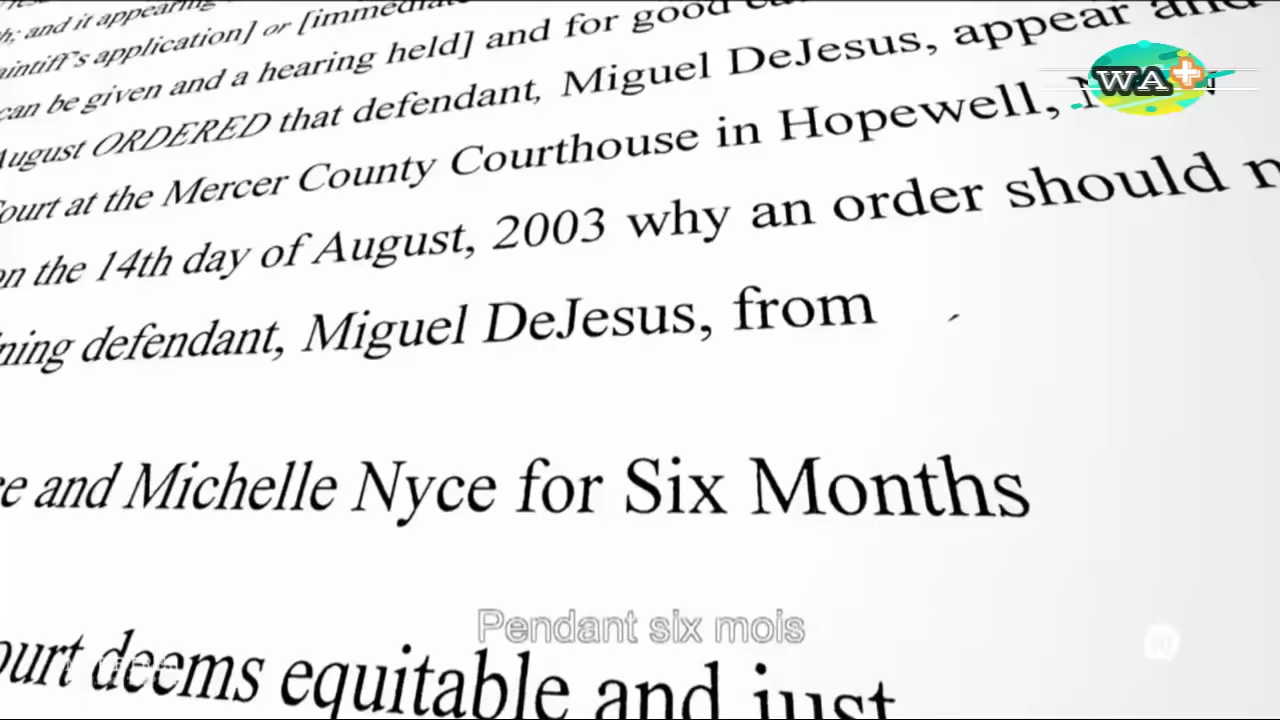 h; and it appearing
aintiff's application] or [immediate
can be given and a hearing held] and for good
August ORDERED that defendant, Miguel DeJesus, appear and
Court at the Mercer County Courthouse in Hopewell,
on the 14th day of August, 2003 why an order should n
ning defendant, Miguel DeJesus, from
ce and Michelle Nyce for Six Months
ourt deems equitable and just
Pendant six mois
WA+